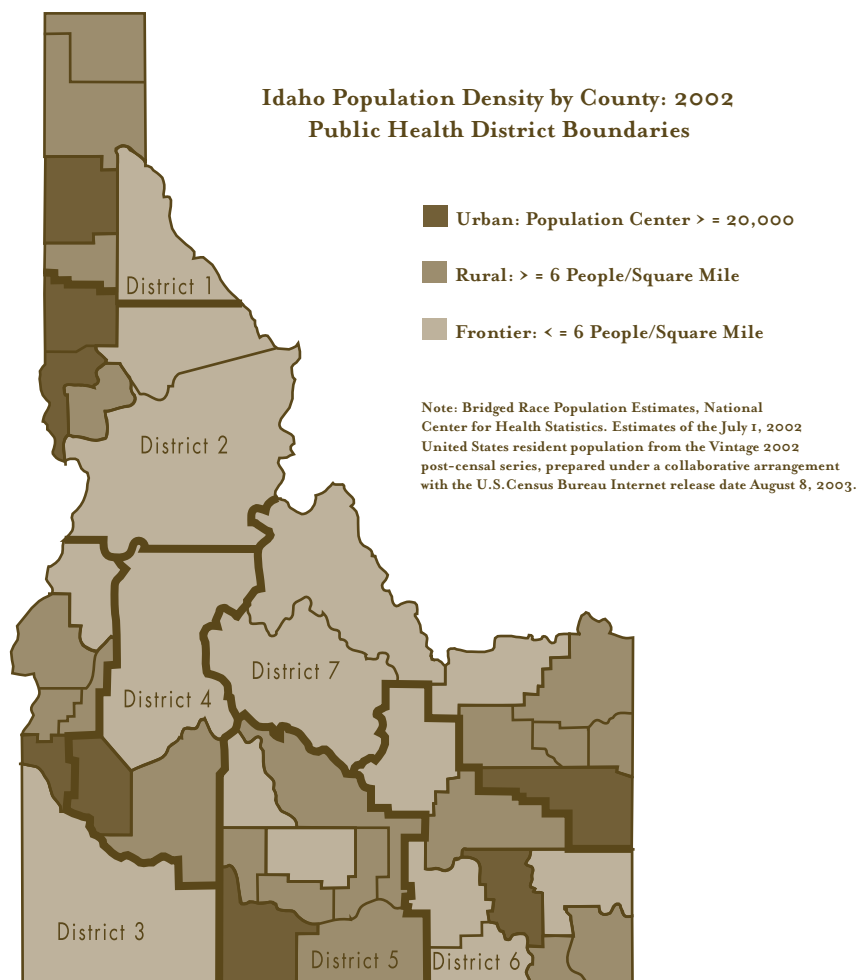 Idaho Population Density by County: 2002
Public Health District Boundaries
Urban: Population Center > = 20,000
Rural: > = 6 People/Square Mile
Frontier: < = 6 People/Square Mile
Note: Bridged Race Population Estimates, National
Center for Health Statistics. Estimates of the July 1, 2002
United States resident population from the Vintage 2002
post-censal series, prepared under a collaborative arrangement
with the U.S.Census Bureau Internet release date August 8, 2003.
District 1
District 2
District 7
District 4
District 3
District 5
District 6